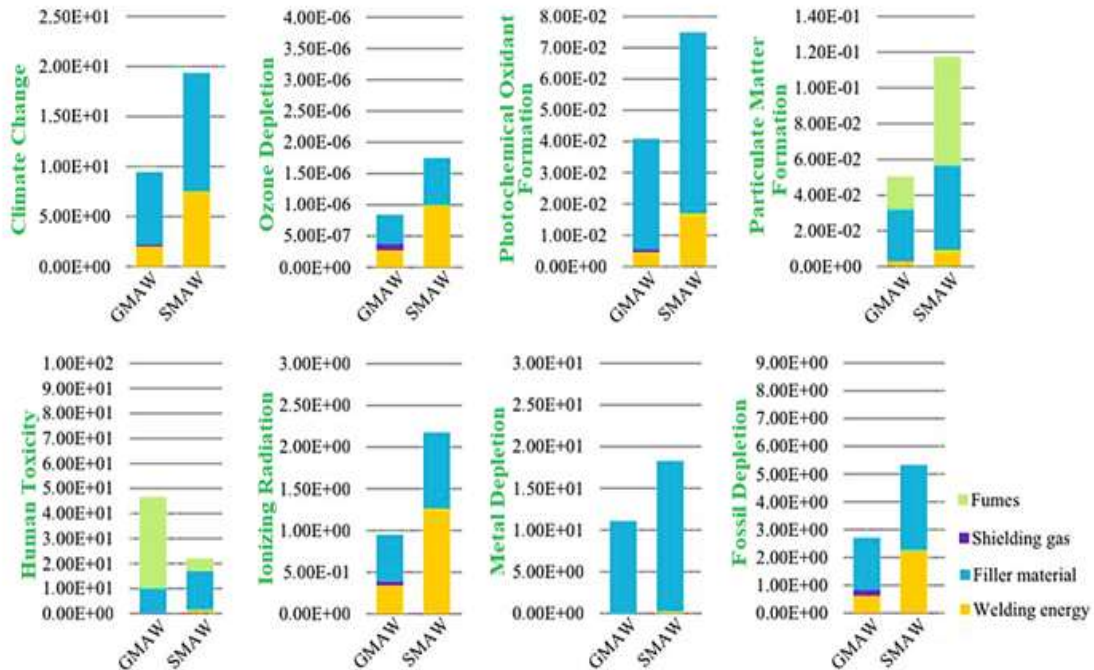 Climate Change
2.50E+01
2.00E+01
1.50E+01
1.00E+01
5.00E+00
0.00E+00
GMAW
SMAW
Ozone Depletion
4.00E-06
3.50E-06
3.00E-06
2.50E-06
2.00E-06
1.50E-06
1.00E-06
5.00E-07
0.00E+00
GMAW
SMAW
Photochemical Oxidant
Formation
8.00E-02
7.00E-02
6.00E-02
5.00E-02
4.00E-02
3.00E-02
2.00E-02
1.00E-02
0.00E+00
GMAW
SMAW
Particulate Matter
Formation
1.40E-01
1.20E-01
1.00E-01
8.00E-02
6.00E-02
4.00E-02
2.00E-02
0.00E+00
GMAW
SMAW
Human Toxicity
1.00E+02
9.00E+01
8.00E+01
7.00E+01
6.00E+01
5.00E+01
4.00E+01
3.00E+01
2.00E+01
1.00E+01
0.00E+00
GMAW
SMAW
Ionizing Radiation
3.00E+00
2.50E+00
2.00E+00
1.50E+00
1.00E+00
5.00E-01
0.00E+00
GMAW
SMAW
Metal Depletion
3.00E+01
2.50E+01
2.00E+01
1.50E+01
1.00E+01
5.00E+00
0.00E+00
GMAW
SMAW
Fossil Depletion
9.00E+00
8.00E+00
7.00E+00
6.00E+00
5.00E+00
4.00E+00
3.00E+00
2.00E+00
1.00E+00
0.00E+00
GMAW
SMAW
Fumes
Shielding gas
Filler material
Welding energy